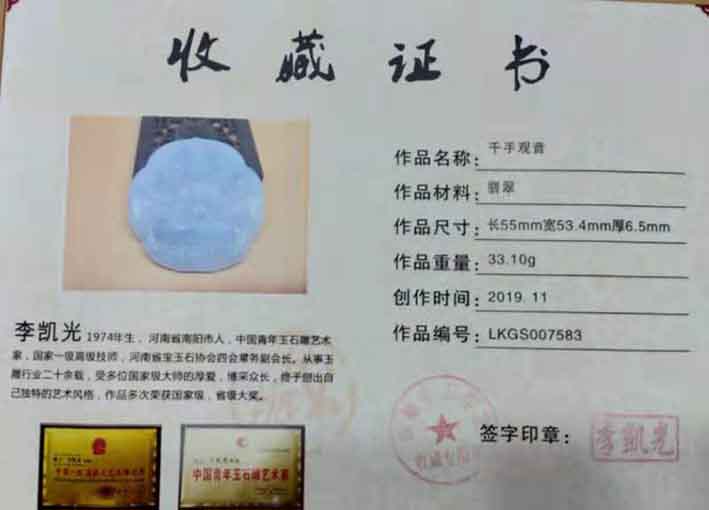 收藏证书
作品名称: 千手观音
作品材料: 翡翠
作品尺寸: 长55mm宽53.4mm厚6.5mm
作品重量: 33.10g
创作时间: 2019. 11
作品编号: LKGS007583
李凯光 1974年生, 河南省南阳市人, 中国青年玉石雕艺术
家, 国家一级高级技师, 河南省宝玉石协会四会常务副会长。从事玉
雕行业二十余载, 受多位国家级大师的厚爱, 博采众长, 终于创出自
己独特的艺术风格, 作品多次荣获国家级, 省级大奖。
签字印章:
李凯光
中国青年玉石雕艺术家